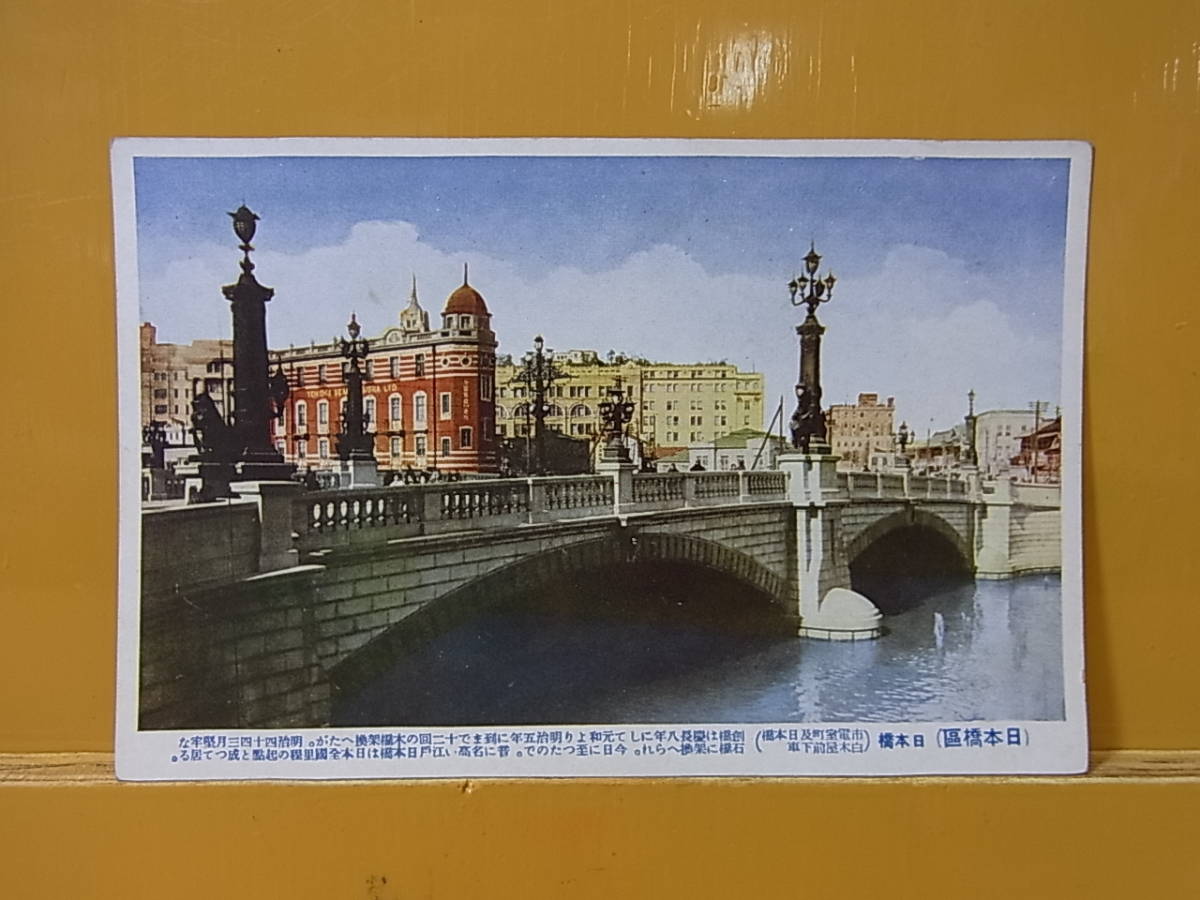 (日本橋區) 日本橋 (市電室町及日本橋
白木屋前下車)
創橋は慶長八年にして元和より明治五年に到まで十二回の木橋架換へたが。明治四十四三月堅牢な
石橋に架換へられ。今日に至つたので。昔に名高い江戶日本橋は日本全國里程の起點と成つて居る。
LTD